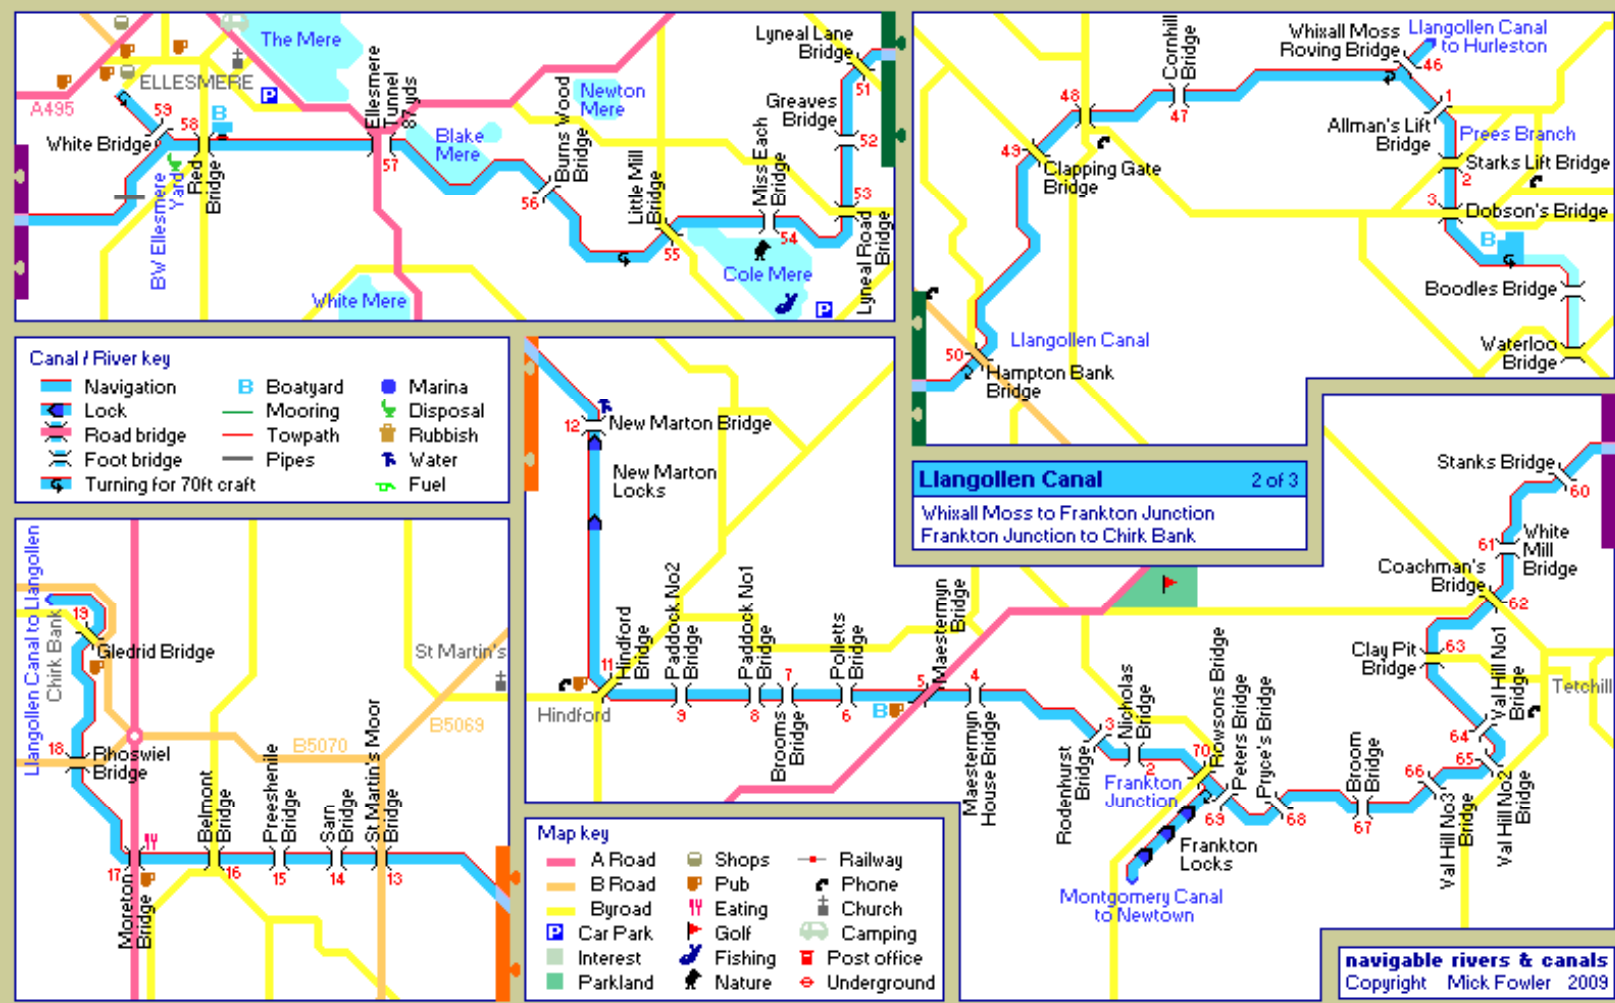 The Mere
ELLESMERE
A495
59
58
White Bridge
B
Red
Bridge
BW Ellesmere
Yard
Ellesmere
Tunnel
87yds
57
Blake
Mere
Newton
Mere
White Mere
Burns Wood
Bridge
56
Little Mill
Bridge
55
Miss Each
Bridge
54
Cole Mere
Lyneal Lane
Bridge
51
Greaves
Bridge
52
53
Lyneal Road
Bridge
Whixall Moss
Roving Bridge
Llangollen Canal
to Hurleston
46
Cornhill
Bridge
47
48
49
Clapping Gate
Bridge
1
Allman's Lift
Bridge
Prees Branch
Starks Lift Bridge
2
3
Dobson's Bridge
B
Boodles Bridge
Waterloo
Bridge
Llangollen Canal
50
Hampton Bank
Bridge
Canal / River key
Navigation
Lock
Road bridge
Foot bridge
Turning for 70ft craft
B Boatyard
Mooring
Towpath
Pipes
Marina
Disposal
Rubbish
Water
Fuel
12
New Marton Bridge
New Marton
Locks
Llangollen Canal 2 of 3
Whixall Moss to Frankton Junction
Frankton Junction to Chirk Bank
Stanks Bridge
60
61
White
Mill
Bridge
Coachman's
Bridge
62
Clay Pit
Bridge
63
Val Hill No1
Bridge
64
65
Val Hill No2
Bridge
66
Val Hill No3
Bridge
Tetchill
Broom
Bridge
67
68
Pryce's Bridge
69
Peters Bridge
70
Rowsons Bridge
Frankton
Junction
Frankton
Locks
Montgomery Canal
to Newtown
Nicholas
Bridge
2
3
Rodenhurst
Bridge
4
Maestermyn
House Bridge
5
Maestermyn
Bridge
B
Polletts
Bridge
6
7
Brooms
Bridge
Paddock No1
Bridge
8
Paddock No2
Bridge
9
11
Hindford
Bridge
Hindford
Llangollen Canal to Llangollen
Chirk Bank
19
Gledrid Bridge
18
Rhoswiel
Bridge
17
Moreton
Bridge
Belmont
Bridge
16
Preeshenlle
Bridge
15
Sarn
Bridge
14
St Martin's Moor
Bridge
13
B5070
B5069
St Martin's
Map key
A Road
B Road
Byroad
P Car Park
Interest
Parkland
Shops
Pub
Eating
Golf
Fishing
Nature
Railway
Phone
Church
Camping
Post office
Underground
navigable rivers & canals
Copyright Mick Fowler 2009